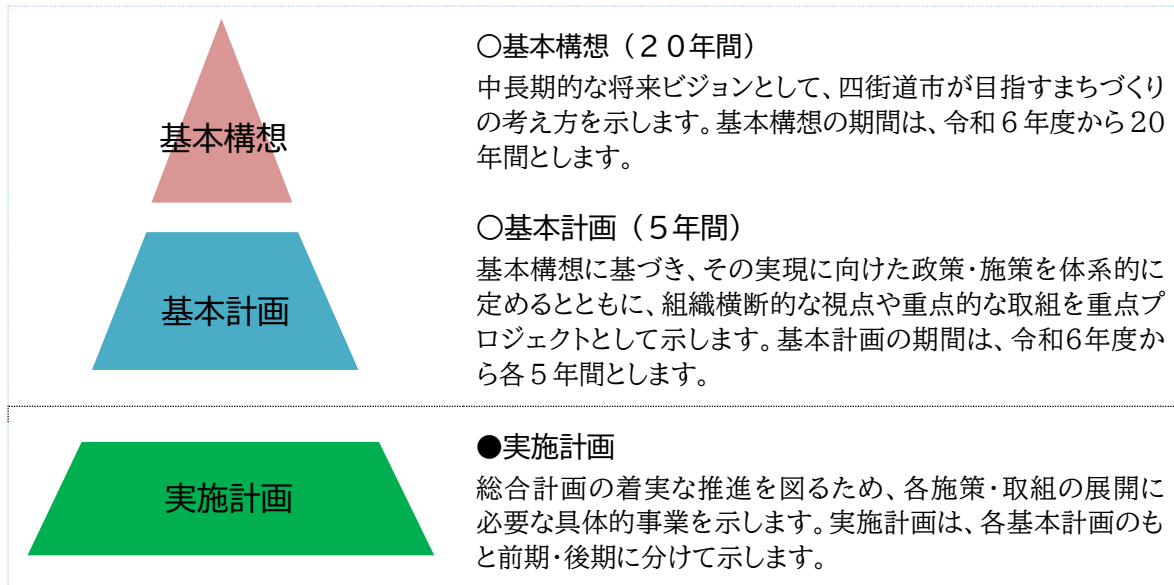 基本構想
○基本構想（２０年間）
中長期的な将来ビジョンとして、四街道市が目指すまちづくり
の考え方を示します。基本構想の期間は、令和６年度から20
年間とします。
基本計画
○基本計画（５年間）
基本構想に基づき、その実現に向けた政策・施策を体系的に
定めるとともに、組織横断的な視点や重点的な取組を重点プ
ロジェクトとして示します。基本計画の期間は、令和6年度か
ら各５年間とします。
実施計画
●実施計画
総合計画の着実な推進を図るため、各施策・取組の展開に
必要な具体的事業を示します。実施計画は、各基本計画のも
と前期・後期に分けて示します。